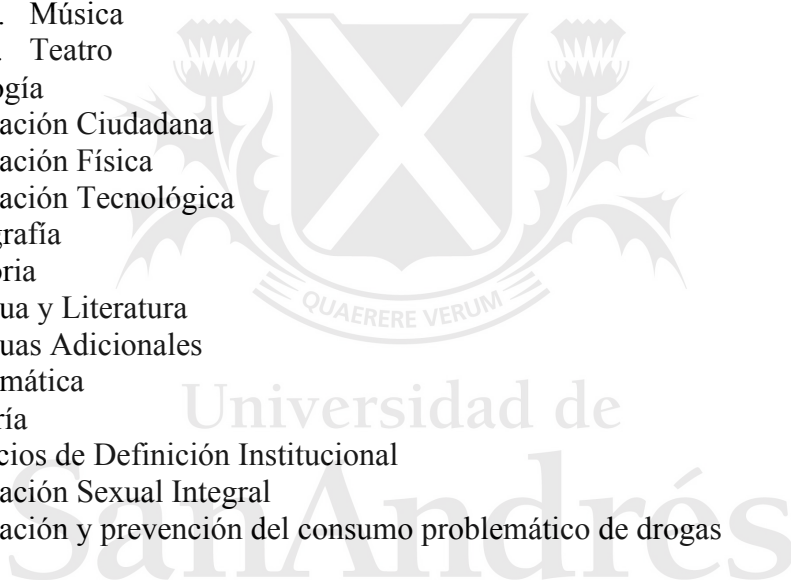 . Música
. Teatro
ogía
ación Ciudadana
ación Física
ación Tecnológica
grafía
oria
ua y Literatura
uas Adicionales
mática
ría
cios de Definición Institucional
ación Sexual Integral
ación y prevención del consumo problemático de drogas
QUAERERE VERUM
Universidad de
SanAndrés